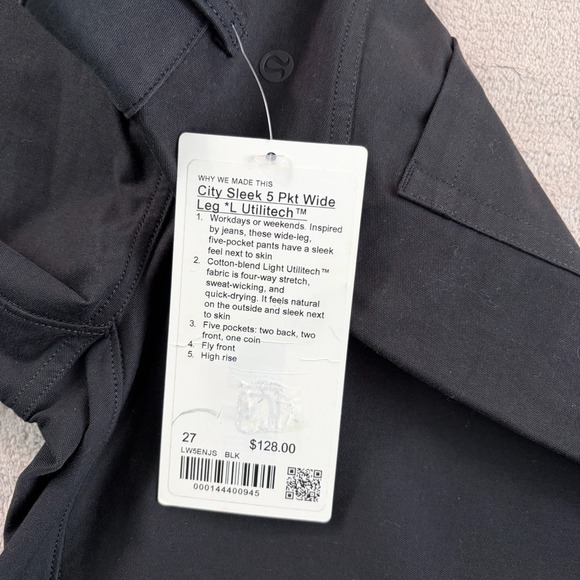 WHY WE MADE THIS
City Sleek 5 Pkt Wide
Leg *L Utilitech™
1. Workdays or weekends. Inspired
by jeans, these wide-leg,
five-pocket pants have a sleek
feel next to skin
2. Cotton-blend Light Utilitech™
fabric is four-way stretch,
sweat-wicking, and
quick-drying. It feels natural
on the outside and sleek next
to skin
3. Five pockets: two back, two
front, one coin
4. Fly front
5. High rise
27 $128.00
LW5ENJS BLK
000144400945